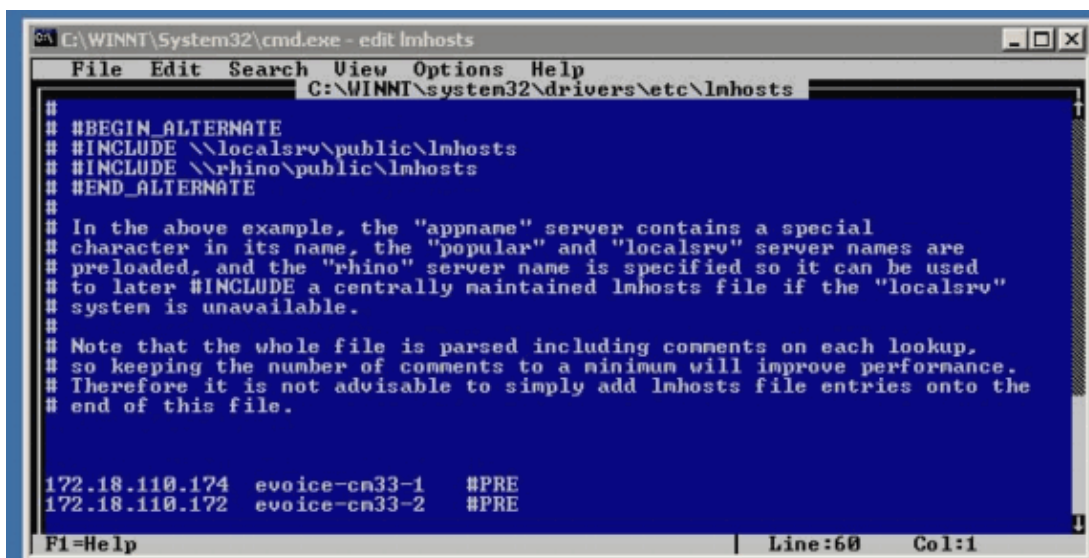 C:\WINNT\System32\cmd.exe - edit lmhosts
File Edit Search View Options Help
C:\WINNT\system32\drivers\etc\lmhosts
#
# #BEGIN_ALTERNATE
# #INCLUDE \\localsrv\public\lmhosts
# #INCLUDE \\rhino\public\lmhosts
# #END_ALTERNATE
#
# In the above example, the "appname" server contains a special
# character in its name, the "popular" and "localsrv" server names are
# preloaded, and the "rhino" server name is specified so it can be used
# to later #INCLUDE a centrally maintained lmhosts file if the "localsrv"
# system is unavailable.
#
# Note that the whole file is parsed including comments on each lookup,
# so keeping the number of comments to a minimum will improve performance.
# Therefore it is not advisable to simply add lmhosts file entries onto the
# end of this file.
172.18.110.174 evoice-cm33-1 #PRE
172.18.110.172 evoice-cm33-2 #PRE
F1=Help Line:60 Col:1